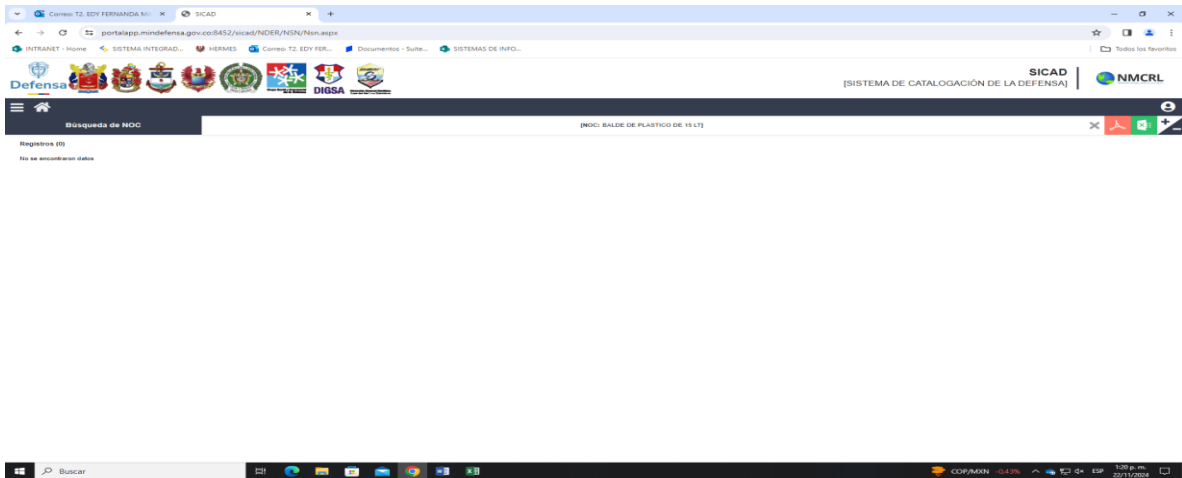 Correo: T2. EDY FERNANDA M
SICAD
portalapp.mindefensa.gov.co:8452/sicad/NDER/NSN/Nsn.aspx
INTRANET - Home
SISTEMA INTEGRAD...
HERMES
Correo: T2. EDY FER...
Documentos - Suite...
SISTEMAS DE INFO...
Todos los favoritos
Defensa
DIGSA
SICAD
[SISTEMA DE CATALOGACIÓN DE LA DEFENSA]
NMCRL
Búsqueda de NOC
[NOC: BALDE DE PLASTICO DE 15 LT]
Registros (0)
No se encontraron datos
Buscar
COP/MXN -0.43%
ESP
1:20 p. m.
22/11/2024